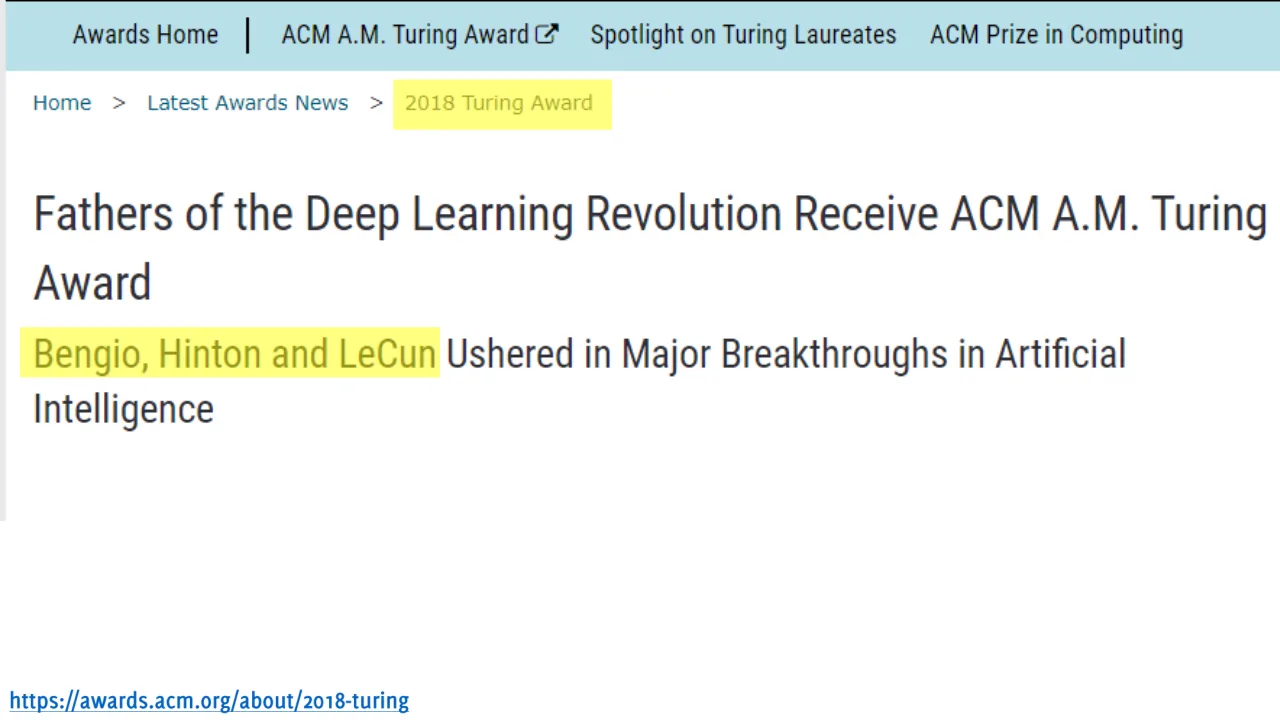 Awards Home | ACM A.M. Turing Award Spotlight on Turing Laureates ACM Prize in Computing
Home > Latest Awards News > 2018 Turing Award
Fathers of the Deep Learning Revolution Receive ACM A.M. Turing
Award
Bengio, Hinton and LeCun Ushered in Major Breakthroughs in Artificial
Intelligence
https://awards.acm.org/about/2018-turing